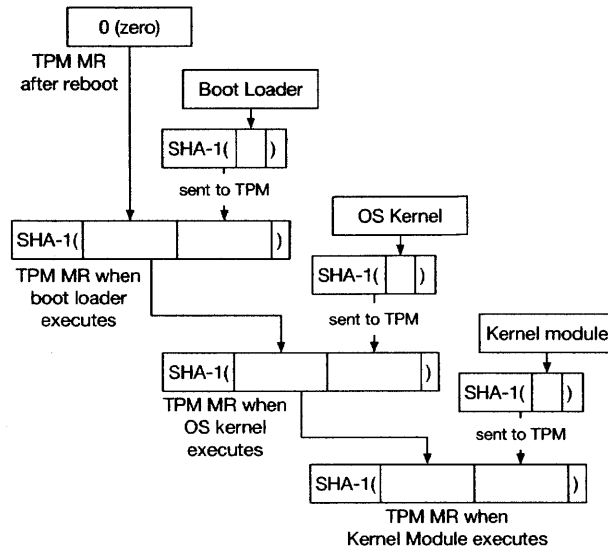 0 (zero)
TPM MR
after reboot
Boot Loader
SHA-1( )
sent to TPM
SHA-1( )
TPM MR when
boot loader
executes
OS Kernel
SHA-1( )
sent to TPM
SHA-1( )
TPM MR when
OS kernel
executes
Kernel module
SHA-1( )
sent to TPM
SHA-1( )
TPM MR when
Kernel Module executes